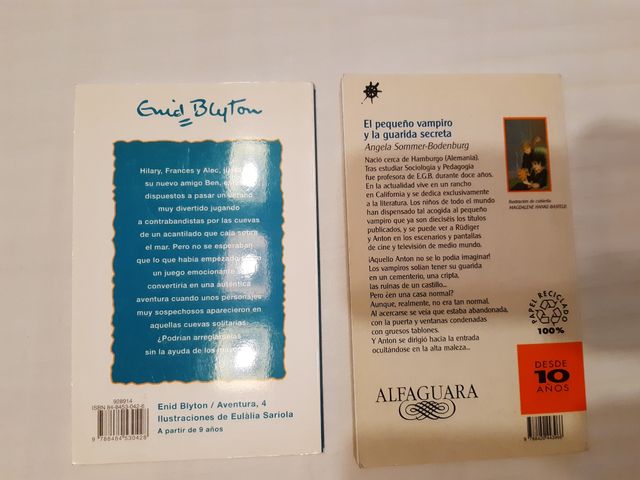 Enid Blyton
Hilary, Frances y Alec,
su nuevo amigo Ben,
dispuestos a pasar un verano
muy divertido jugando
a contrabandistas por las cuevas
de un acantilado que caía sobre
el mar. Pero no se esperaban
que lo que había empezado como
un juego emocionante se
convertiría en una auténtica
aventura cuando unos personajes
muy sospechosos aparecieron en
aquellas cuevas solitarias.
¿Podrían arreglárselas
sin la ayuda de los mayores?
928914
ISBN 84-8453-042-6
9 788484 530428
Enid Blyton / Aventura, 4
Ilustraciones de Eulàlia Sariola
A partir de 9 años
El pequeño vampiro
y la guarida secreta
Angela Sommer-Bodenburg
Nació cerca de Hamburgo (Alemania).
Tras estudiar Sociología y Pedagogía
fue profesora de E.G.B. durante doce años.
En la actualidad vive en un rancho
en California y se dedica exclusivamente
a la literatura. Los niños de todo el mundo
han dispensado tal acogida al pequeño
vampiro que ya son dieciséis los títulos
publicados, y se puede ver a Rüdiger
y Anton en los escenarios y pantallas
de cine y televisión de medio mundo.
Ilustración de cubierta:
MAGDALENE HANKE-BASFELD
¡Aquello Anton no se lo podía imaginar!
Los vampiros solían tener su guarida
en un cementerio, una cripta,
las ruinas de un castillo...
Pero ¿en una casa normal?
Aunque, realmente, no era tan normal.
Al acercarse se veía que estaba abandonada,
con la puerta y ventanas condenadas
con gruesos tablones.
Y Anton se dirigió hacia la entrada
ocultándose en la alta maleza...
PAPEL RECICLADO
100%
DESDE
10
AÑOS
ALFAGUARA